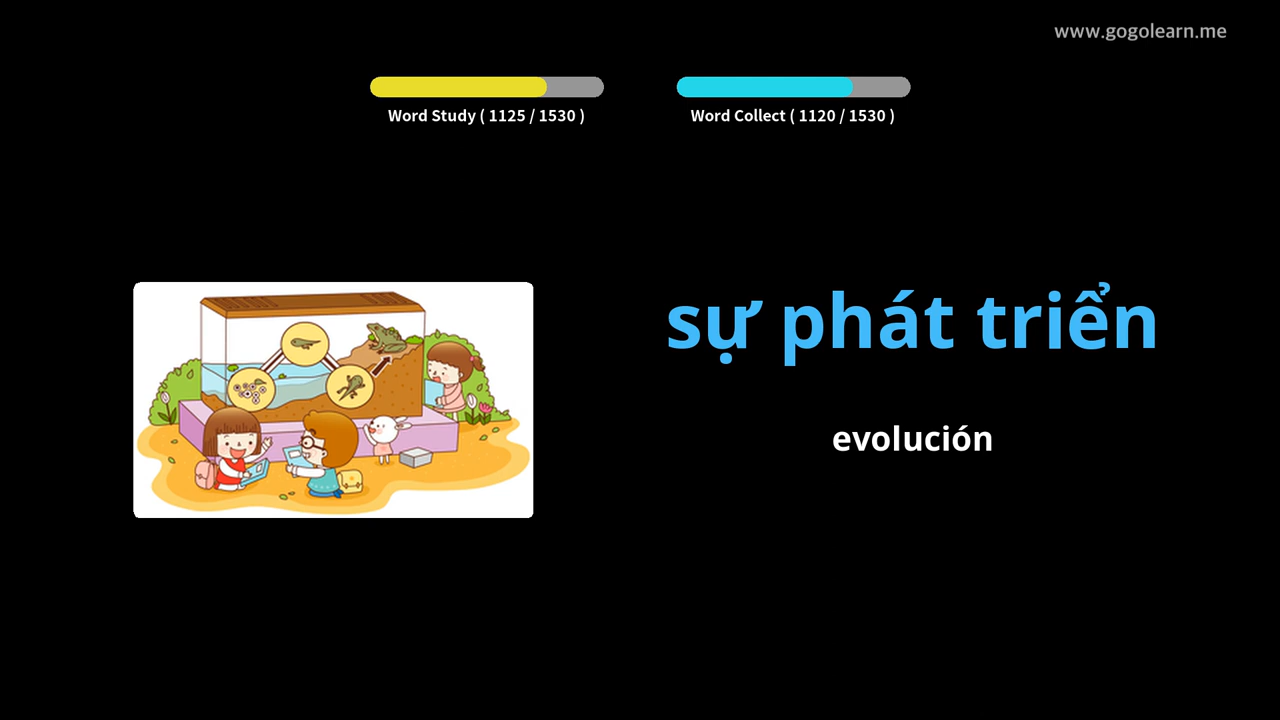 www.gogolearn.me
Word Study ( 1125 / 1530 )
Word Collect ( 1120 / 1530 )
sự phát triển
evolución